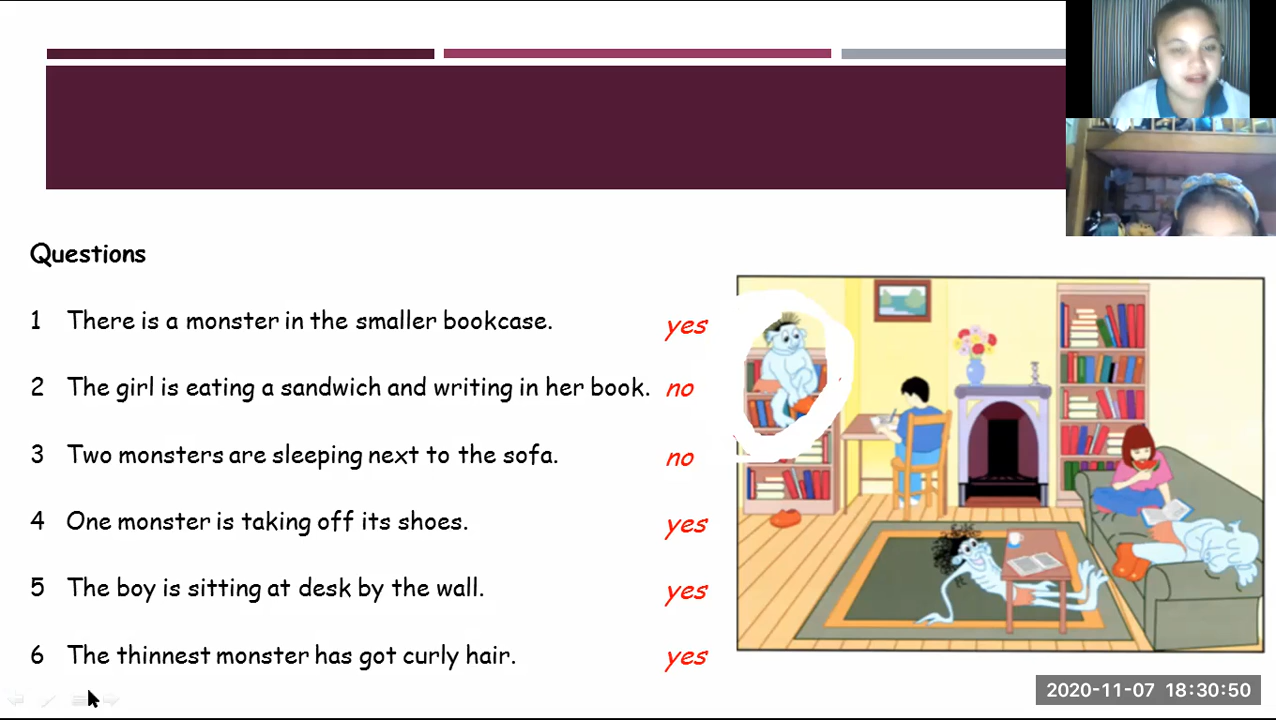 Questions
1 There is a monster in the smaller bookcase. yes
2 The girl is eating a sandwich and writing in her book. no
3 Two monsters are sleeping next to the sofa. no
4 One monster is taking off its shoes. yes
5 The boy is sitting at desk by the wall. yes
6 The thinnest monster has got curly hair. yes
2020-11-07 18:30:50